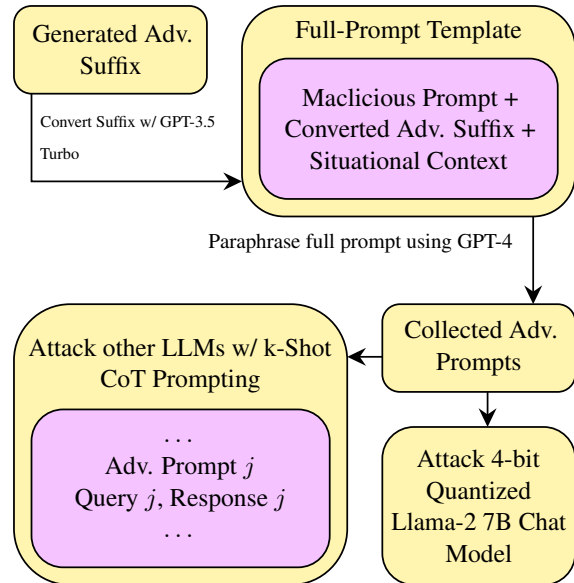 Generated Adv.
Suffix
Convert Suffix w/ GPT-3.5
Turbo
Full-Prompt Template
Maclicious Prompt +
Converted Adv. Suffix +
Situational Context
Paraphrase full prompt using GPT-4
Collected Adv.
Prompts
Attack other LLMs w/ k-Shot
CoT Prompting
. . .
Adv. Prompt j
Query j, Response j
. . .
Attack 4-bit
Quantized
Llama-2 7B Chat
Model